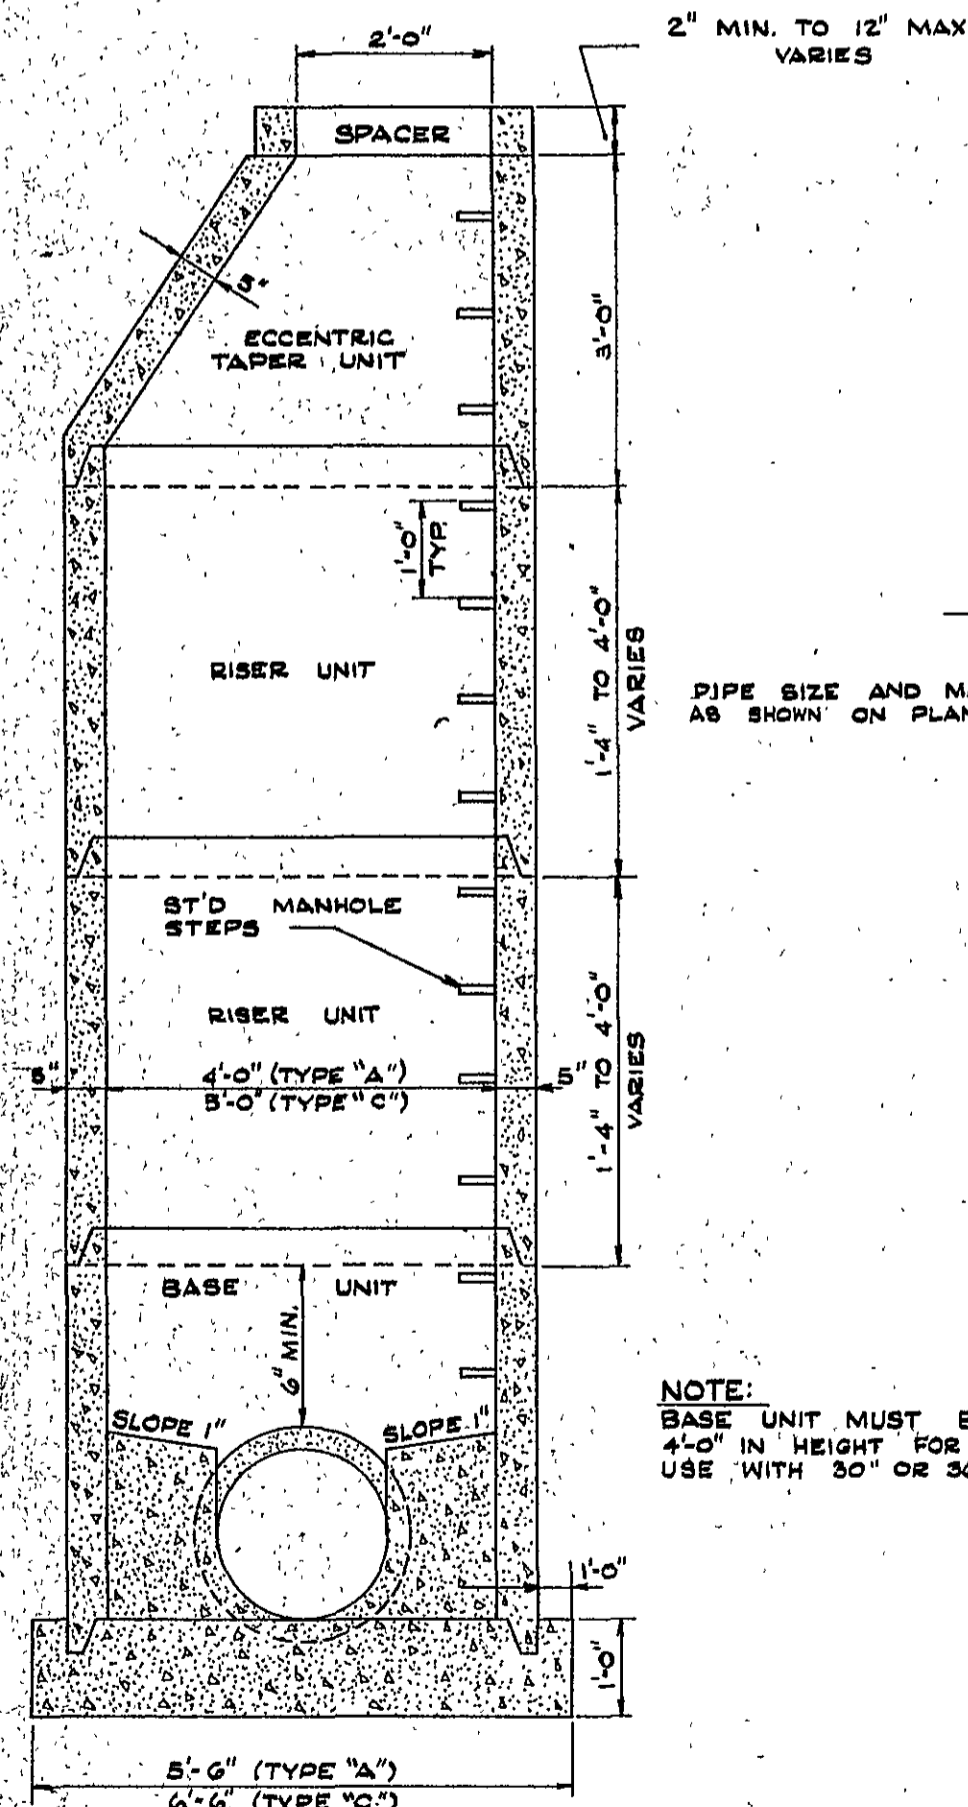 2'-0"
2" MIN. TO 12" MAX
VARIES
SPACER
5"
ECCENTRIC
TAPER UNIT
3'-0"
1'-0"
TYP.
RISER UNIT
1'-4" TO 4'-0"
VARIES
PIPE SIZE AND M
AS SHOWN ON PLAN
ST'D MANHOLE
STEPS
RISER UNIT
5"
4'-0" (TYPE "A")
5'-0" (TYPE "C")
5"
1'-4" TO 4'-0"
VARIES
BASE UNIT
6" MIN.
SLOPE 1"
SLOPE 1"
NOTE:
BASE UNIT MUST
4'-0" IN HEIGHT FOR
USE WITH 30" OR
1'-0"
1'-0"
5'-6" (TYPE "A")
6'-6" (TYPE "C")